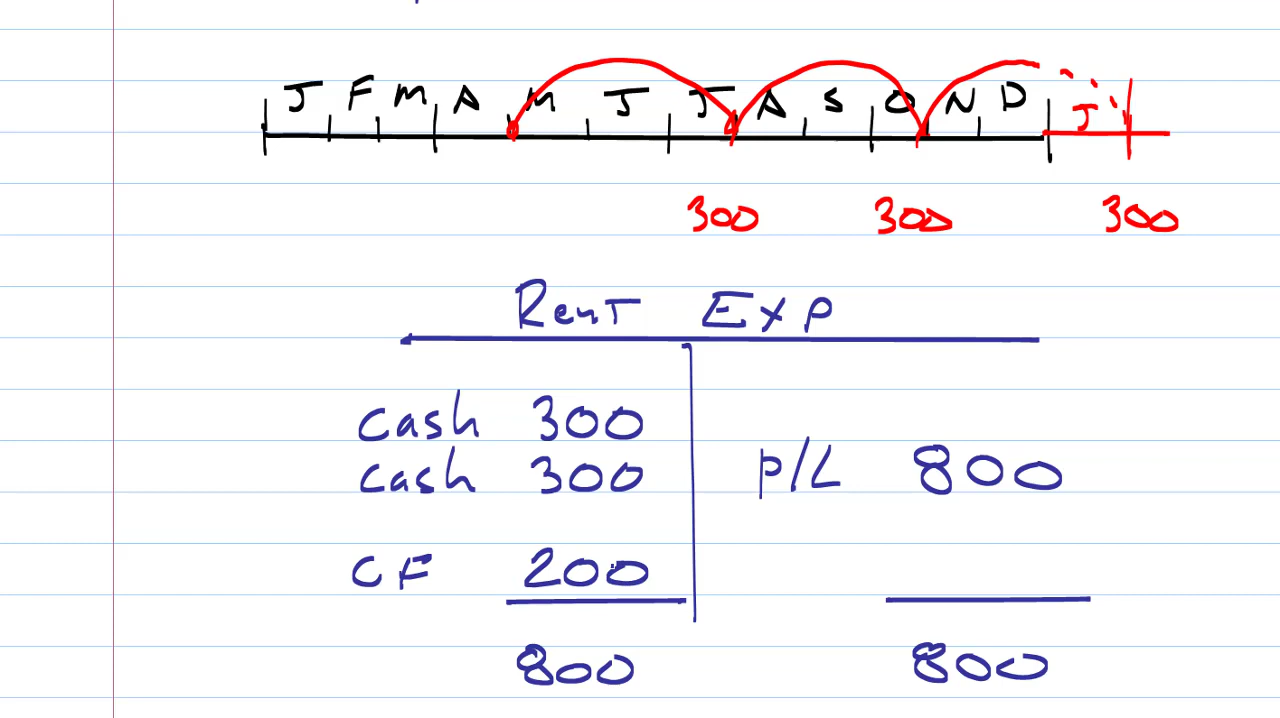 J F M A M J J A S O N D J
300 300 300
Rent Exp
cash 300
cash 300 P/L 800
CF 200
800 800